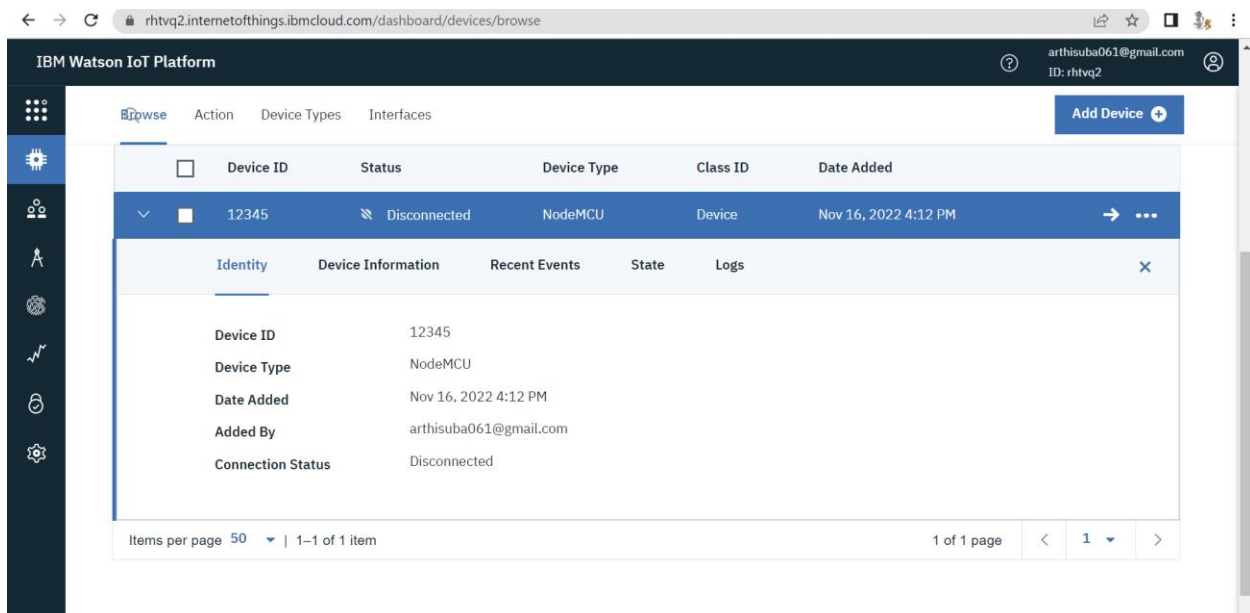 rhtvq2.internetofthings.ibmcloud.com/dashboard/devices/browse
IBM Watson IoT Platform
arthisuba061@gmail.com
ID: rhtvq2
Browse Action Device Types Interfaces
Add Device
Device ID Status Device Type Class ID Date Added
12345 Disconnected NodeMCU Device Nov 16, 2022 4:12 PM
Identity Device Information Recent Events State Logs
Device ID 12345
Device Type NodeMCU
Date Added Nov 16, 2022 4:12 PM
Added By arthisuba061@gmail.com
Connection Status Disconnected
Items per page 50 | 1–1 of 1 item 1 of 1 page 1